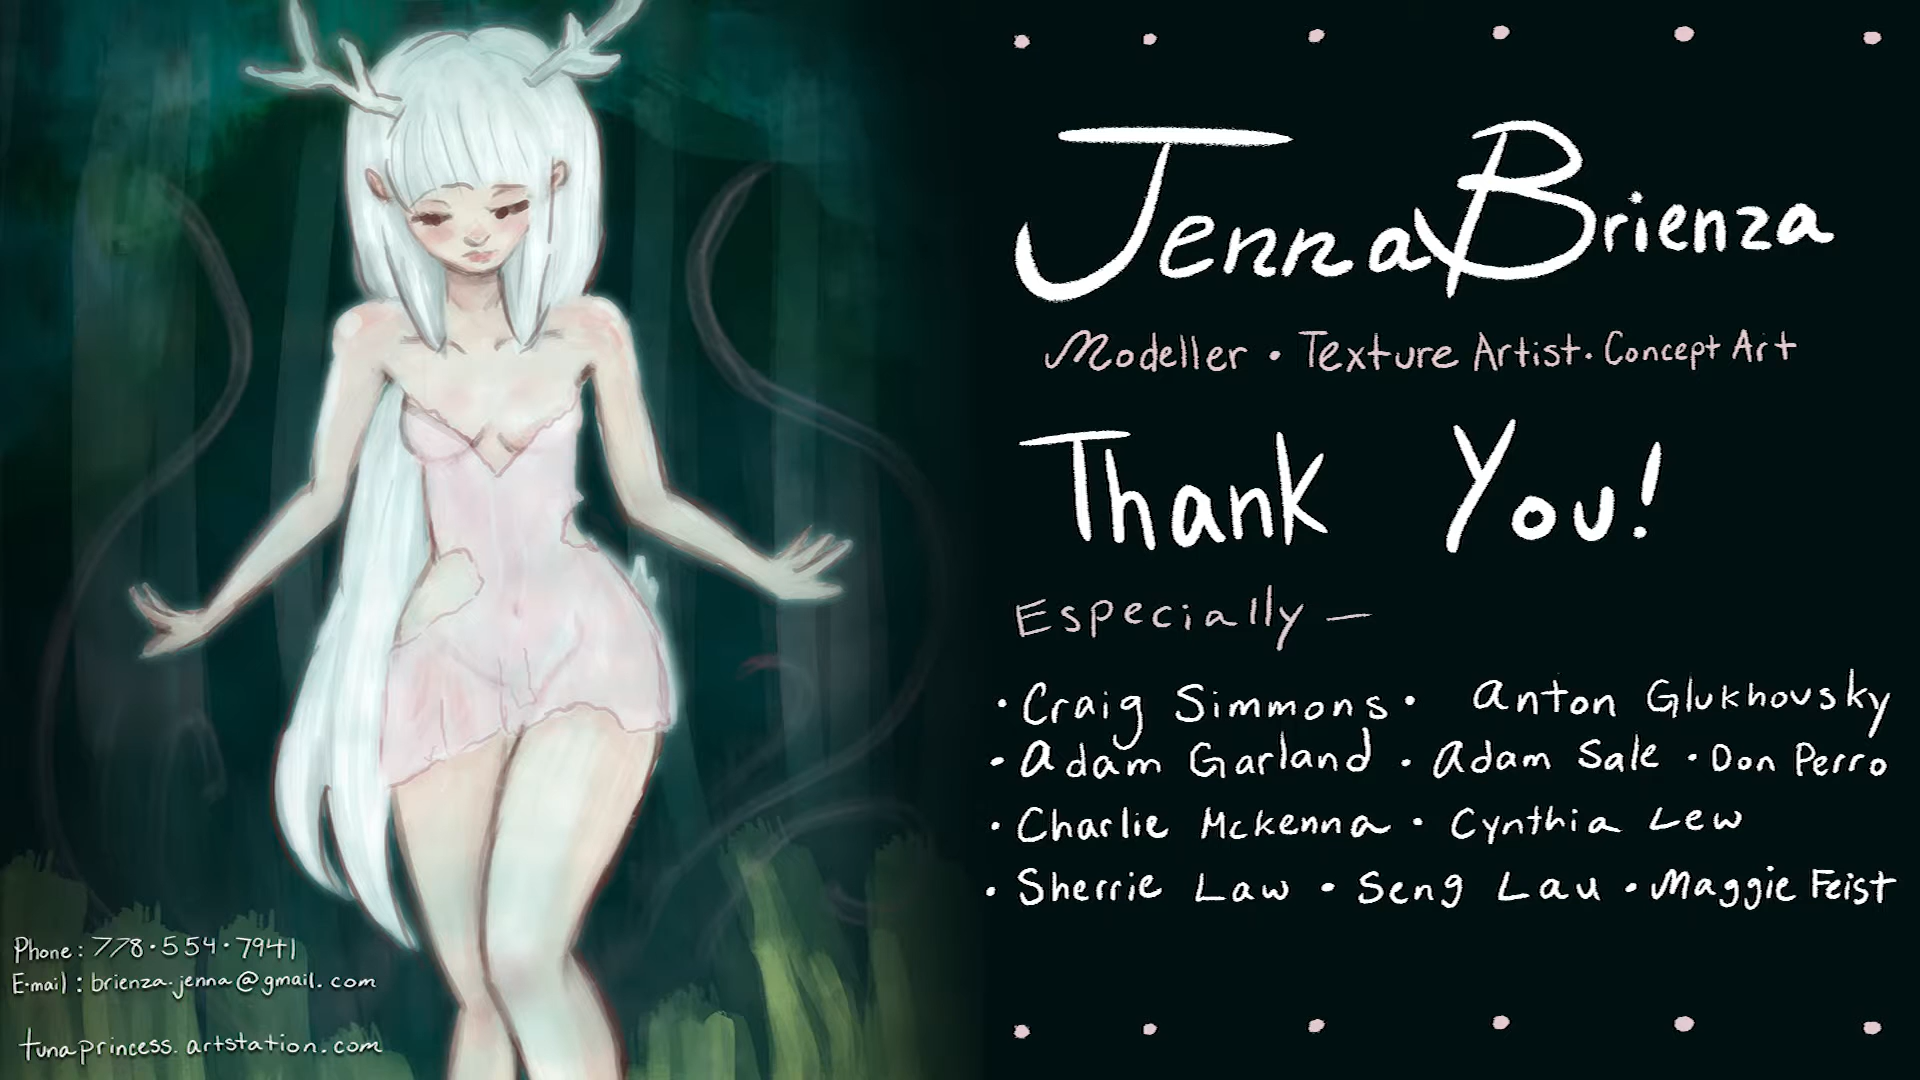 Jenna Brienza
Modeller • Texture Artist • Concept Art
Thank You!
Especially —
• Craig Simmons • Anton Glukhovsky
• Adam Garland • Adam Sale • Don Perro
• Charlie Mckenna • Cynthia Lew
• Sherrie Law • Seng Lau • Maggie Feist
Phone: 778•554•7941
E-mail: brienza.jenna@gmail.com
tunaprincess.artstation.com